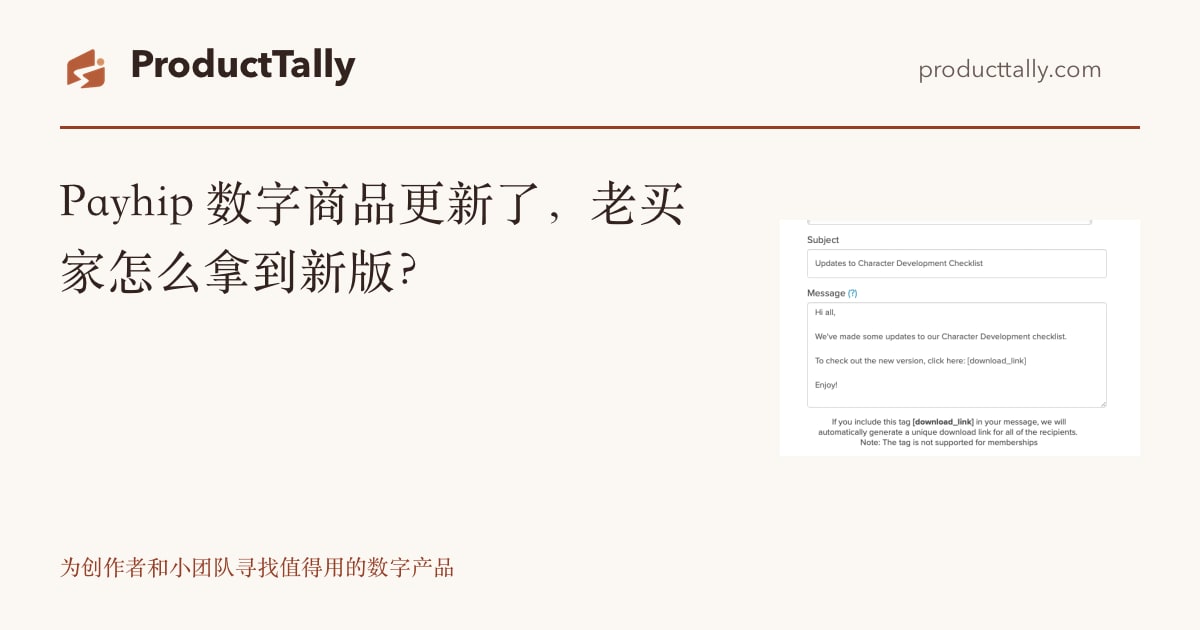 ProductTally
producttally.com
Payhip 数字商品更新了，老买
家怎么拿到新版？
Subject
Updates to Character Development Checklist
Message (?)
Hi all,
We've made some updates to our Character Development checklist.
To check out the new version, click here: [download_link]
Enjoy!
If you include this tag [download_link] in your message, we will
automatically generate a unique download link for all of the recipients.
Note: The tag is not supported for memberships
为创作者和小团队寻找值得用的数字产品